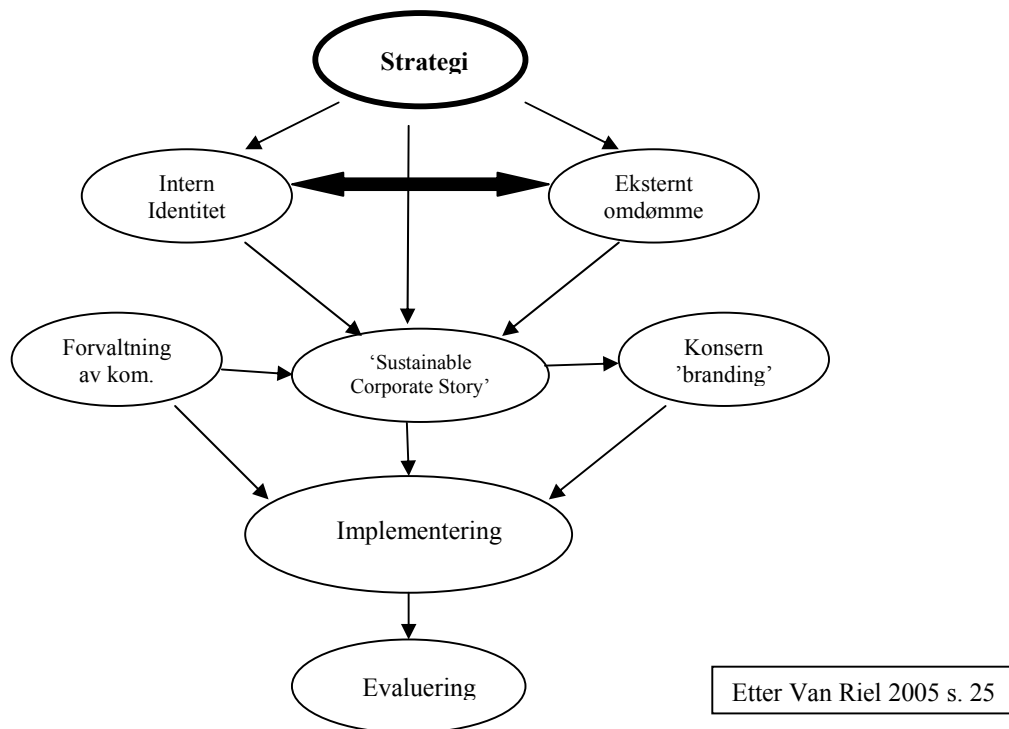 Strategi
Intern
Identitet
Eksternt
omdømme
Forvaltning
av kom.
‘Sustainable
Corporate Story’
Konsern
’branding’
Implementering
Evaluering
Etter Van Riel 2005 s. 25